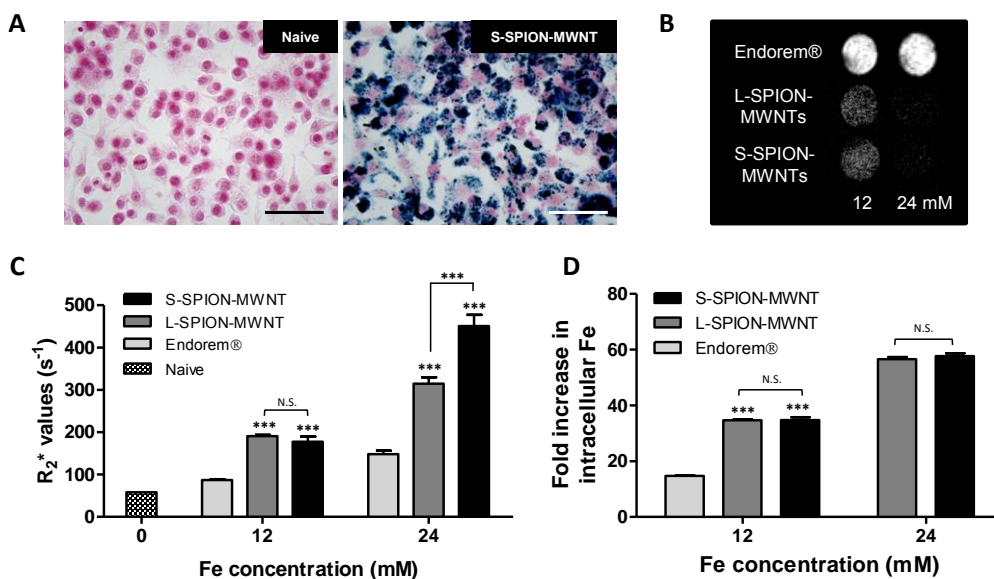 A
Naive
S-SPION-MWNT
B
Endorem®
L-SPION-
MWNTs
S-SPION-
MWNTs
12
24 mM
C
R2* values (s-1)
500
400
300
200
100
0
S-SPION-MWNT
L-SPION-MWNT
Endorem®
Naive
N.S.
***
***
***
***
***
0
12
24
Fe concentration (mM)
D
Fold increase in
intracellular Fe
80
60
40
20
0
S-SPION-MWNT
L-SPION-MWNT
Endorem®
N.S.
***
***
N.S.
12
24
Fe concentration (mM)